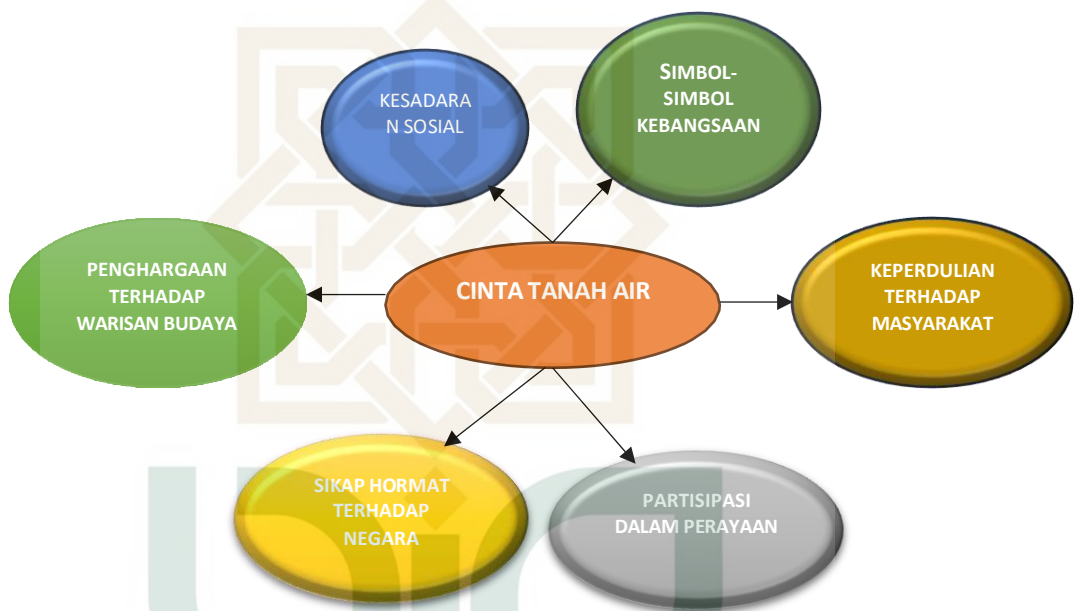 KESADARA
N SOSIAL
SIMBOL-
SIMBOL
KEBANGSAAN
PENGHARGAAN
TERHADAP
WARISAN BUDAYA
CINTA TANAH AIR
KEPERDULIAN
TERHADAP
MASYARAKAT
SIKAP HORMAT
TERHADAP
NEGARA
PARTISIPASI
DALAM PERAYAAN